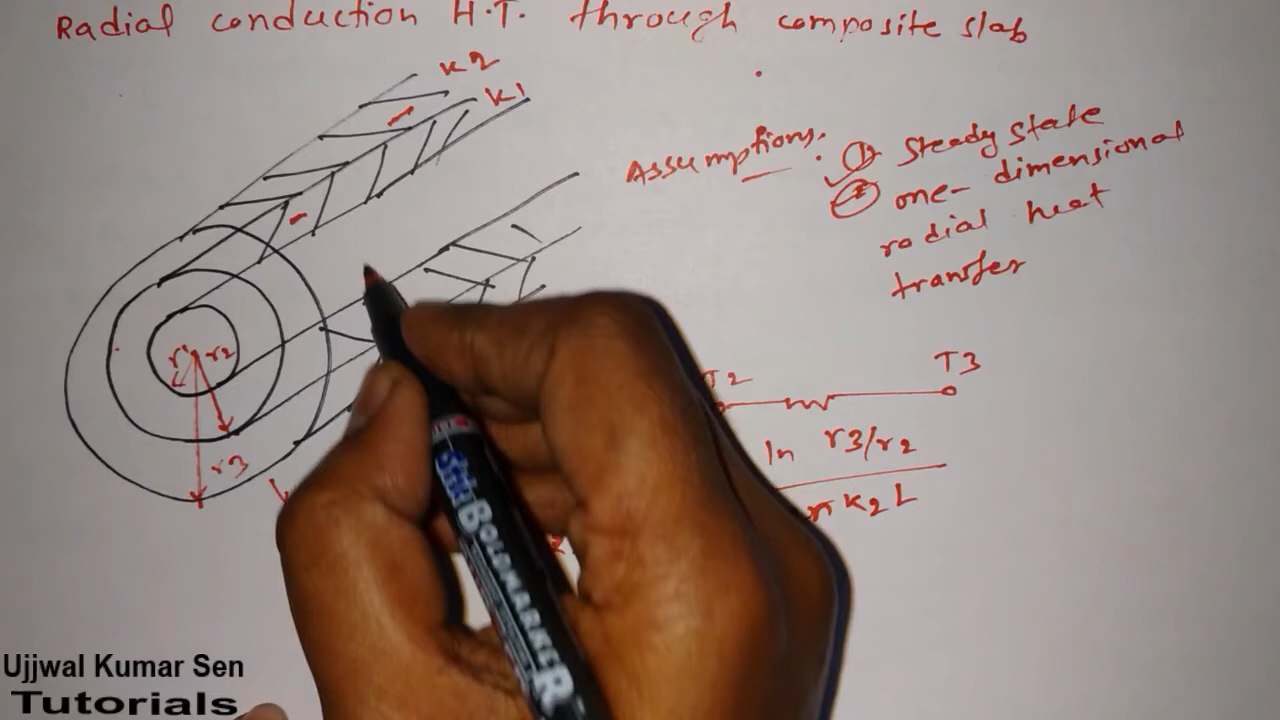 Radial conduction H.T. through composite slab
K2
K1
Assumptions.
① Steady state
② one-dimensional
radial heat
transfer
r1
r2
r3
T2
T3
ln r3/r2
π K2 L
BOLDMARKER
Ujjwal Kumar Sen
Tutorials